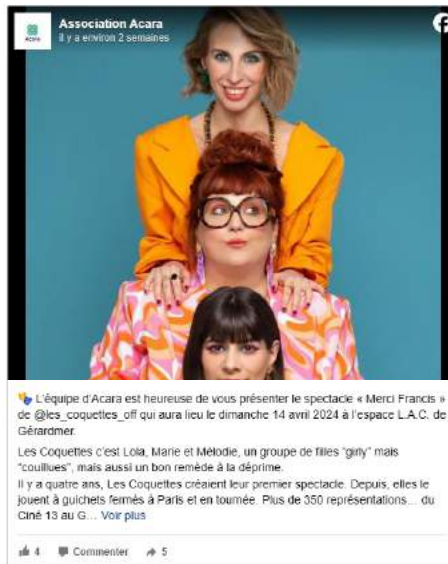 Association Acara
il y a environ 2 semaines
ACARA
🎭 L'équipe d'Acara est heureuse de vous présenter le spectacle « Merci Francis »
de @les_coquettes_off qui aura lieu le dimanche 14 avril 2024 à l'espace L.A.C. de
Gérardmer.
Les Coquettes c'est Lola, Marie et Mélodie, un groupe de filles "girly" mais
"couillues", mais aussi un bon remède à la déprime.
Il y a quatre ans, Les Coquettes créaient leur premier spectacle. Depuis, elles le
jouent à guichets fermés à Paris et en tournée. Plus de 350 représentations... du
Ciné 13 au G... Voir plus
4 Commenter 5